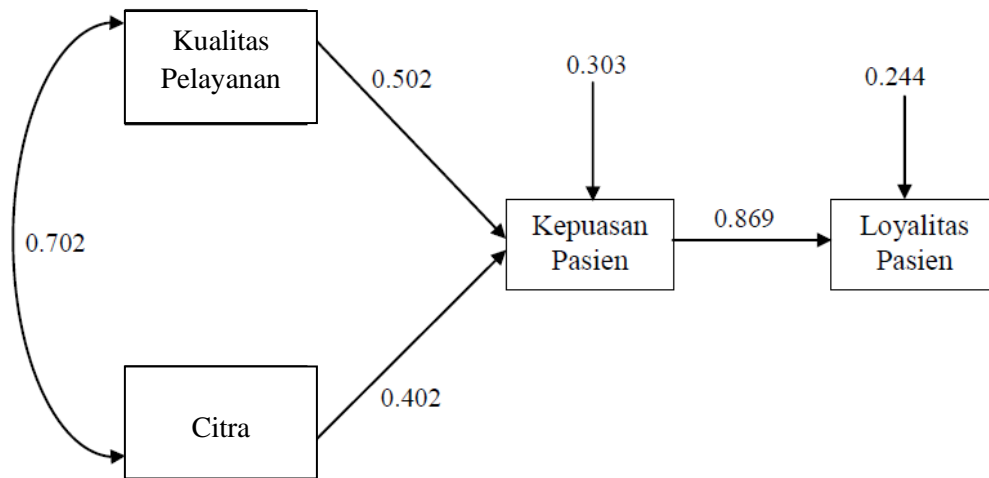 Kualitas
Pelayanan
0.502
0.303
0.244
0.702
Kepuasan
Pasien
0.869
Loyalitas
Pasien
0.402
Citra